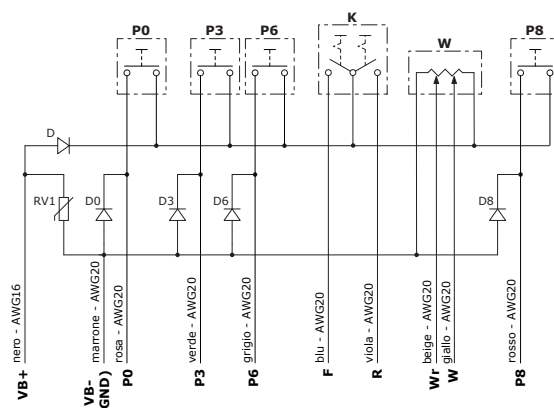 P0
P3
P6
K
W
P8
D
RV1
D0
D3
D6
D8
nero - AWG16
marrone - AWG20
rosa - AWG20
verde - AWG20
grigio - AWG20
blu - AWG20
viola - AWG20
beige - AWG20
giallo - AWG20
rosso - AWG20
VB+
VB-
GND)
P0
P3
P6
F
R
Wr
W
P8